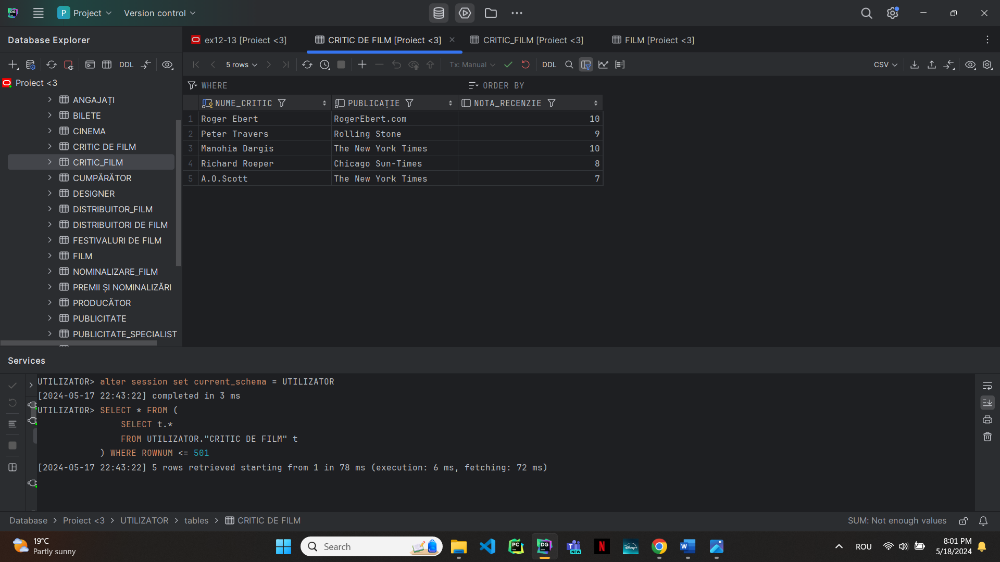 Project
Version control
Database Explorer
ex12-13 [Proiect <3]
CRITIC DE FILM [Proiect <3]
CRITIC_FILM [Proiect <3]
FILM [Proiect <3]
DDL
5 rows
Tx: Manual
DDL
CSV
Proiect <3
ANGAJAȚI
BILETE
CINEMA
CRITIC DE FILM
CRITIC_FILM
CUMPĂRĂTOR
DESIGNER
DISTRIBUITOR_FILM
DISTRIBUITORI DE FILM
FESTIVALURI DE FILM
FILM
NOMINALIZARE_FILM
PREMII ȘI NOMINALIZĂRI
PRODUCĂTOR
PUBLICITATE
PUBLICITATE_SPECIALIST
WHERE
ORDER BY
NUME_CRITIC PUBLICAȚIE NOTA_RECENZIE
1 Roger Ebert RogerEbert.com 10
2 Peter Travers Rolling Stone 9
3 Manohia Dargis The New York Times 10
4 Richard Roeper Chicago Sun-Times 8
5 A.O.Scott The New York Times 7
Services
UTILIZATOR> alter session set current_schema = UTILIZATOR
[2024-05-17 22:43:22] completed in 3 ms
UTILIZATOR> SELECT * FROM (
SELECT t.*
FROM UTILIZATOR."CRITIC DE FILM" t
) WHERE ROWNUM <= 501
[2024-05-17 22:43:22] 5 rows retrieved starting from 1 in 78 ms (execution: 6 ms, fetching: 72 ms)
Database > Proiect <3 > UTILIZATOR > tables > CRITIC DE FILM
SUM: Not enough values
19°C
Partly sunny
Search
ROU
8:01 PM
5/18/2024